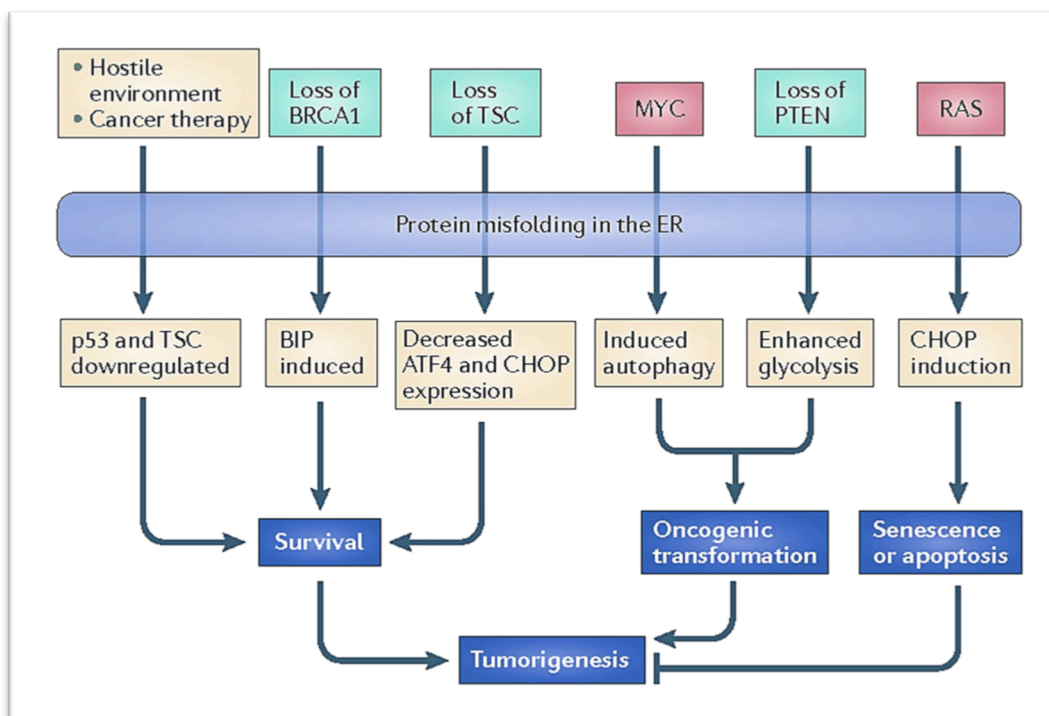 • Hostile
environment
• Cancer therapy
Loss of
BRCA1
Loss
of TSC
MYC
Loss of
PTEN
RAS
Protein misfolding in the ER
p53 and TSC
downregulated
BIP
induced
Decreased
ATF4 and CHOP
expression
Induced
autophagy
Enhanced
glycolysis
CHOP
induction
Survival
Oncogenic
transformation
Senescence
or apoptosis
Tumorigenesis